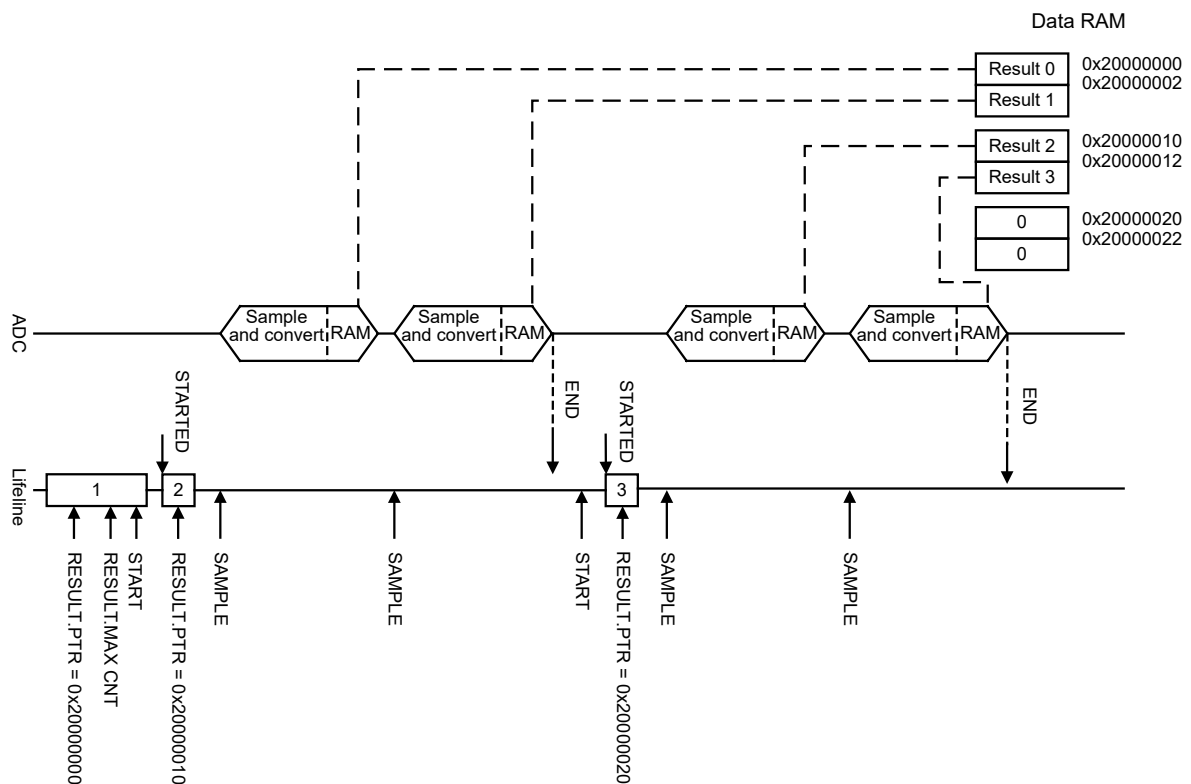 Data RAM
Result 0
0x20000000
0x20000002
Result 1
Result 2
0x20000010
0x20000012
Result 3
0
0x20000020
0x20000022
0
ADC
Sample
and convert
RAM
Sample
and convert
RAM
Sample
and convert
RAM
Sample
and convert
RAM
STARTED
END
STARTED
END
Lifeline
1
2
3
RESULT.PTR = 0x20000000
RESULT.MAX CNT
START
RESULT.PTR = 0x20000010
SAMPLE
SAMPLE
START
RESULT.PTR = 0x20000020
SAMPLE
SAMPLE